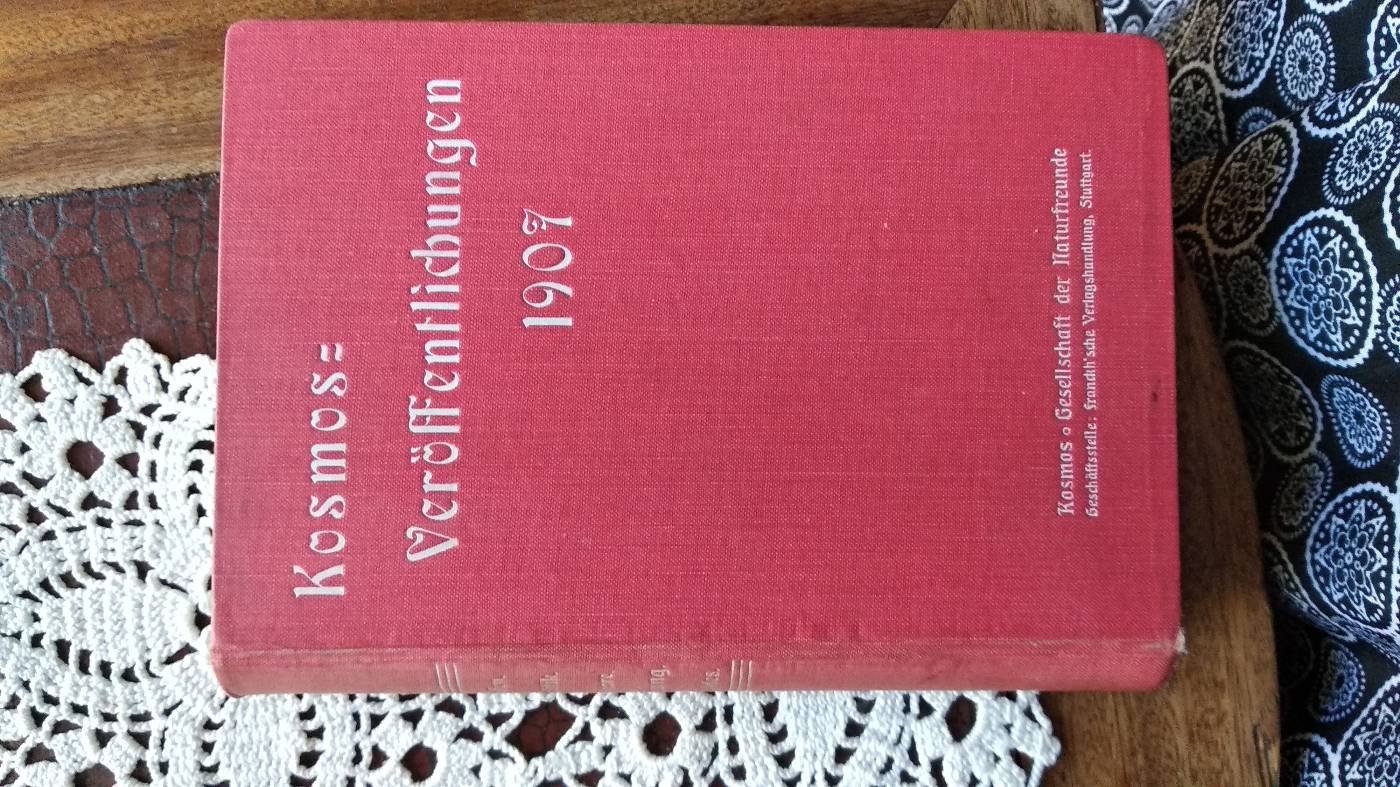 Kosmos=
Veröffentlichungen
1907
Kosmos o Gesellschaft der Naturfreunde
Geschäftsstelle: Franckh'sche Verlagshandlung, Stuttgart.